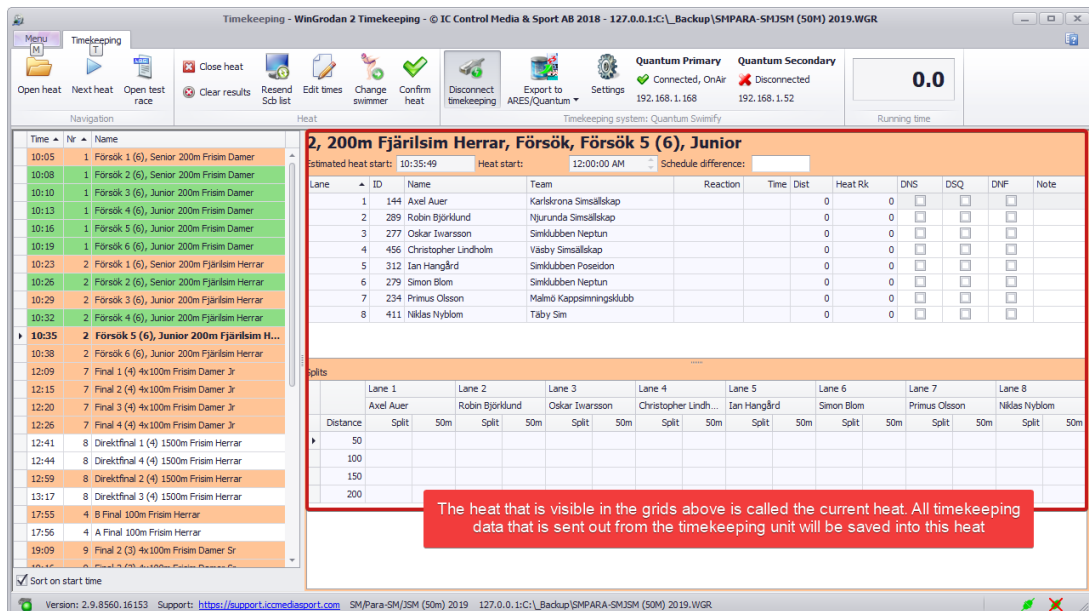 Timekeeping - WinGrodan 2 Timekeeping - © IC Control Media & Sport AB 2018 - 127.0.0.1:C:\_Backup\SMPARA-SMJSM (50M) 2019.WGR
Menu Timekeeping
M T
Open heat Next heat Open test race
Navigation
Close heat
Clear results
Resend Scb list
Edit times
Change swimmer
Confirm heat
Heat
Disconnect timekeeping
Export to ARES/Quantum
Settings
Quantum Primary Quantum Secondary
Connected, OnAir Disconnected
192.168.1.168 192.168.1.52
Timekeeping system: Quantum Swimify
0.0
Running time
Time Nr Name
10:05 1 Försök 1 (6), Senior 200m Frisim Damer
10:08 1 Försök 2 (6), Senior 200m Frisim Damer
10:10 1 Försök 3 (6), Junior 200m Frisim Damer
10:13 1 Försök 4 (6), Junior 200m Frisim Damer
10:16 1 Försök 5 (6), Junior 200m Frisim Damer
10:19 1 Försök 6 (6), Junior 200m Frisim Damer
10:23 2 Försök 1 (6), Senior 200m Fjärilsim Herrar
10:26 2 Försök 2 (6), Senior 200m Fjärilsim Herrar
10:29 2 Försök 3 (6), Junior 200m Fjärilsim Herrar
10:32 2 Försök 4 (6), Junior 200m Fjärilsim Herrar
10:35 2 Försök 5 (6), Junior 200m Fjärilsim H...
10:38 2 Försök 6 (6), Junior 200m Fjärilsim Herrar
12:09 7 Final 1 (4) 4x100m Frisim Damer Jr
12:15 7 Final 2 (4) 4x100m Frisim Damer Jr
12:20 7 Final 3 (4) 4x100m Frisim Damer Jr
12:26 7 Final 4 (4) 4x100m Frisim Damer Jr
12:41 8 Direktfinal 1 (4) 1500m Frisim Herrar
12:44 8 Direktfinal 4 (4) 1500m Frisim Herrar
12:59 8 Direktfinal 2 (4) 1500m Frisim Herrar
13:17 8 Direktfinal 3 (4) 1500m Frisim Herrar
17:55 4 B Final 100m Frisim Herrar
17:56 4 A Final 100m Frisim Herrar
19:09 9 Final 2 (3) 4x100m Frisim Damer Sr
Sort on start time
2, 200m Fjärilsim Herrar, Försök, Försök 5 (6), Junior
Estimated heat start: 10:35:49 Heat start: 12:00:00 AM Schedule difference:
Lane ID Name Team Reaction Time Dist Heat Rk DNS DSQ DNF Note
1 144 Axel Auer Karlskrona Simsällskap 0 0
2 289 Robin Björklund Njurunda Simsällskap 0 0
3 277 Oskar Iwarsson Simklubben Neptun 0 0
4 456 Christopher Lindholm Väsby Simsällskap 0 0
5 312 Ian Hangård Simklubben Poseidon 0 0
6 279 Simon Blom Simklubben Neptun 0 0
7 234 Primus Olsson Malmö Kappsimningsklubb 0 0
8 411 Niklas Nyblom Täby Sim 0 0
Splits
Lane 1 Lane 2 Lane 3 Lane 4 Lane 5 Lane 6 Lane 7 Lane 8
Axel Auer Robin Björklund Oskar Iwarsson Christopher Lindh... Ian Hangård Simon Blom Primus Olsson Niklas Nyblom
Distance Split 50m Split 50m Split 50m Split 50m Split 50m Split 50m Split 50m Split 50m
50
100
150
200
The heat that is visible in the grids above is called the current heat. All timekeeping
data that is sent out from the timekeeping unit will be saved into this heat
Version: 2.9.8560.16153 Support: https://support.iccmediasport.com SM/Para-SM/JSM (50m) 2019 127.0.0.1:C:\_Backup\SMPARA-SMJSM (50M) 2019.WGR